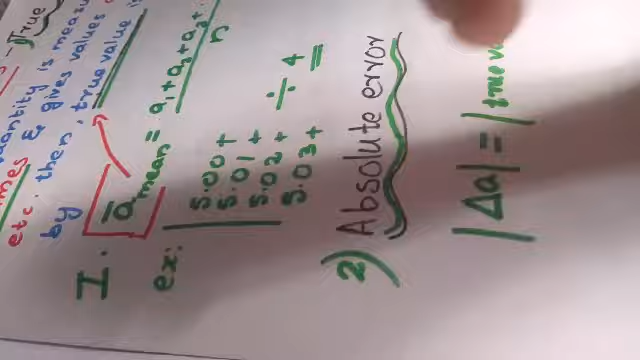 True
quantity is measu
times & gives values
etc. then, true value i
by
I. a̅ mean = a₁+a₂+a₃+ / n
ex: 5.00+
5.01+
5.02+ ÷ 4
5.03+ =
2) Absolute error
|Δa| = |true v